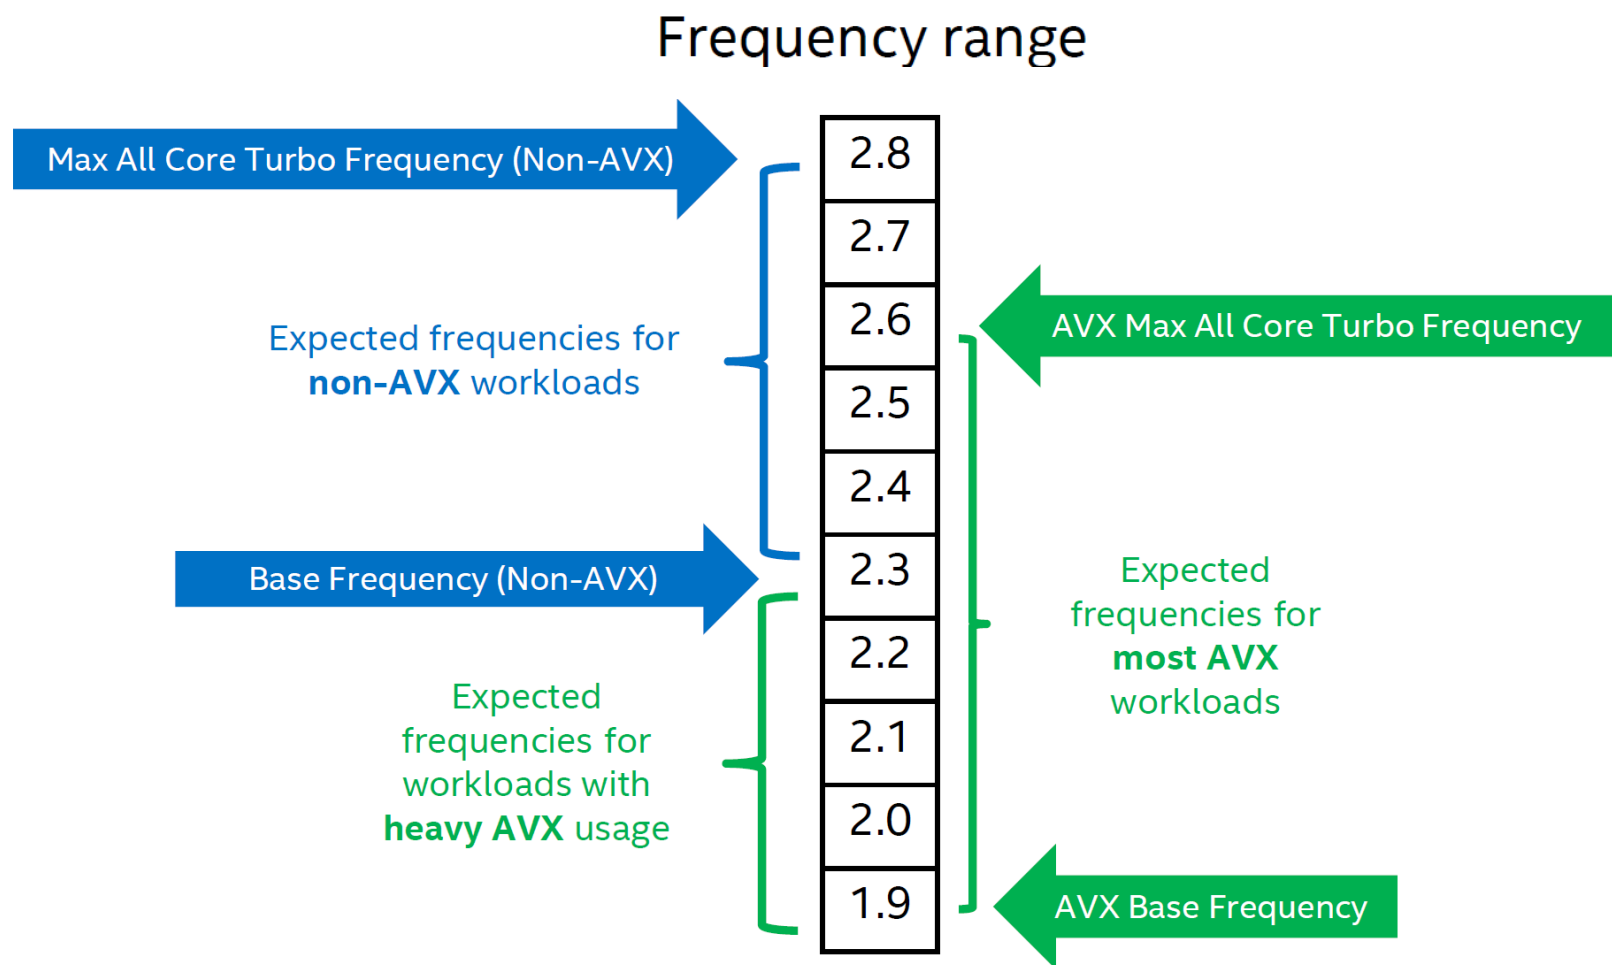 Frequency range
Max All Core Turbo Frequency (Non-AVX)
2.8
2.7
2.6
AVX Max All Core Turbo Frequency
Expected frequencies for
non-AVX workloads
2.5
2.4
Base Frequency (Non-AVX)
2.3
Expected
frequencies for
most AVX
workloads
2.2
Expected
frequencies for
workloads with
heavy AVX usage
2.1
2.0
1.9
AVX Base Frequency